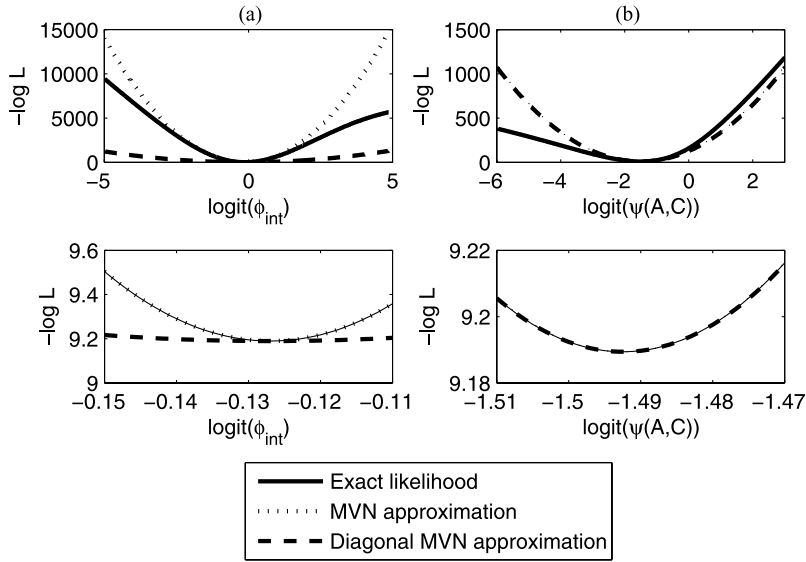 (a)
15000
10000
5000
0
−log L
−5
0
5
logit(ϕint)
(b)
1500
1000
500
0
−log L
−6
−4
−2
0
2
logit(ψ(A,C))
9.6
9.4
9.2
9
−log L
−0.15
−0.14
−0.13
−0.12
−0.11
logit(ϕint)
9.22
9.2
9.18
−log L
−1.51
−1.5
−1.49
−1.48
−1.47
logit(ψ(A,C))
Exact likelihood
MVN approximation
Diagonal MVN approximation